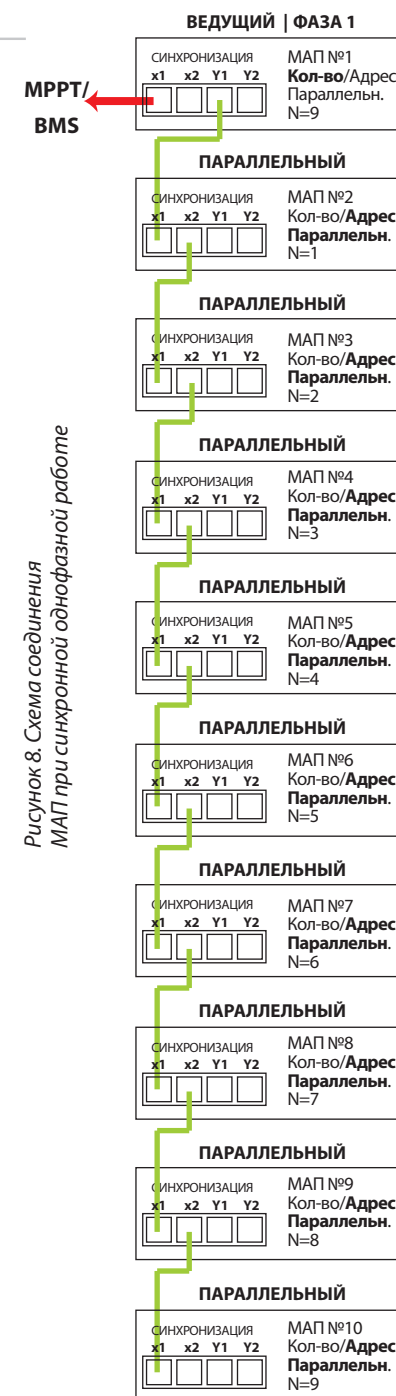 ВЕДУЩИЙ | ФАЗА 1
СИНХРОНИЗАЦИЯ
x1 x2 Y1 Y2
МАП №1
Кол-во/Адрес
Параллельн.
N=9
MPPT/
BMS
ПАРАЛЛЕЛЬНЫЙ
СИНХРОНИЗАЦИЯ
x1 x2 Y1 Y2
МАП №2
Кол-во/Адрес
Параллельн.
N=1
ПАРАЛЛЕЛЬНЫЙ
СИНХРОНИЗАЦИЯ
x1 x2 Y1 Y2
МАП №3
Кол-во/Адрес
Параллельн.
N=2
ПАРАЛЛЕЛЬНЫЙ
СИНХРОНИЗАЦИЯ
x1 x2 Y1 Y2
МАП №4
Кол-во/Адрес
Параллельн.
N=3
ПАРАЛЛЕЛЬНЫЙ
СИНХРОНИЗАЦИЯ
x1 x2 Y1 Y2
МАП №5
Кол-во/Адрес
Параллельн.
N=4
ПАРАЛЛЕЛЬНЫЙ
СИНХРОНИЗАЦИЯ
x1 x2 Y1 Y2
МАП №6
Кол-во/Адрес
Параллельн.
N=5
ПАРАЛЛЕЛЬНЫЙ
СИНХРОНИЗАЦИЯ
x1 x2 Y1 Y2
МАП №7
Кол-во/Адрес
Параллельн.
N=6
ПАРАЛЛЕЛЬНЫЙ
СИНХРОНИЗАЦИЯ
x1 x2 Y1 Y2
МАП №8
Кол-во/Адрес
Параллельн.
N=7
ПАРАЛЛЕЛЬНЫЙ
СИНХРОНИЗАЦИЯ
x1 x2 Y1 Y2
МАП №9
Кол-во/Адрес
Параллельн.
N=8
ПАРАЛЛЕЛЬНЫЙ
СИНХРОНИЗАЦИЯ
x1 x2 Y1 Y2
МАП №10
Кол-во/Адрес
Параллельн.
N=9
Рисунок 8. Схема соединения
МАП при синхронной однофазной работе